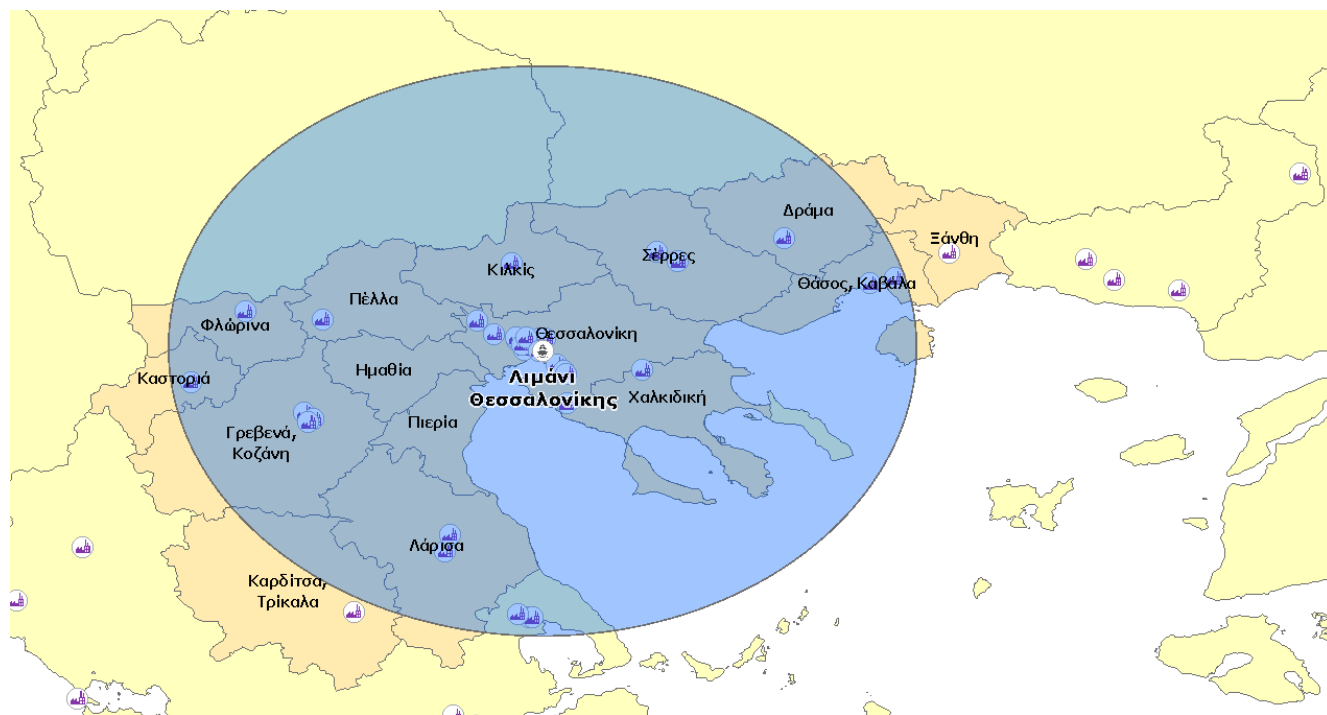 Δράμα
Ξάνθη
Σέρρες
Κιλκίς
Θάσος, Καβάλα
Πέλλα
Φλώρινα
Θεσσαλονίκη
Ημαθία
Καστοριά
Λιμάνι
Θεσσαλονίκης
Χαλκιδική
Πιερία
Γρεβενά,
Κοζάνη
Λάρισα
Καρδίτσα,
Τρίκαλα